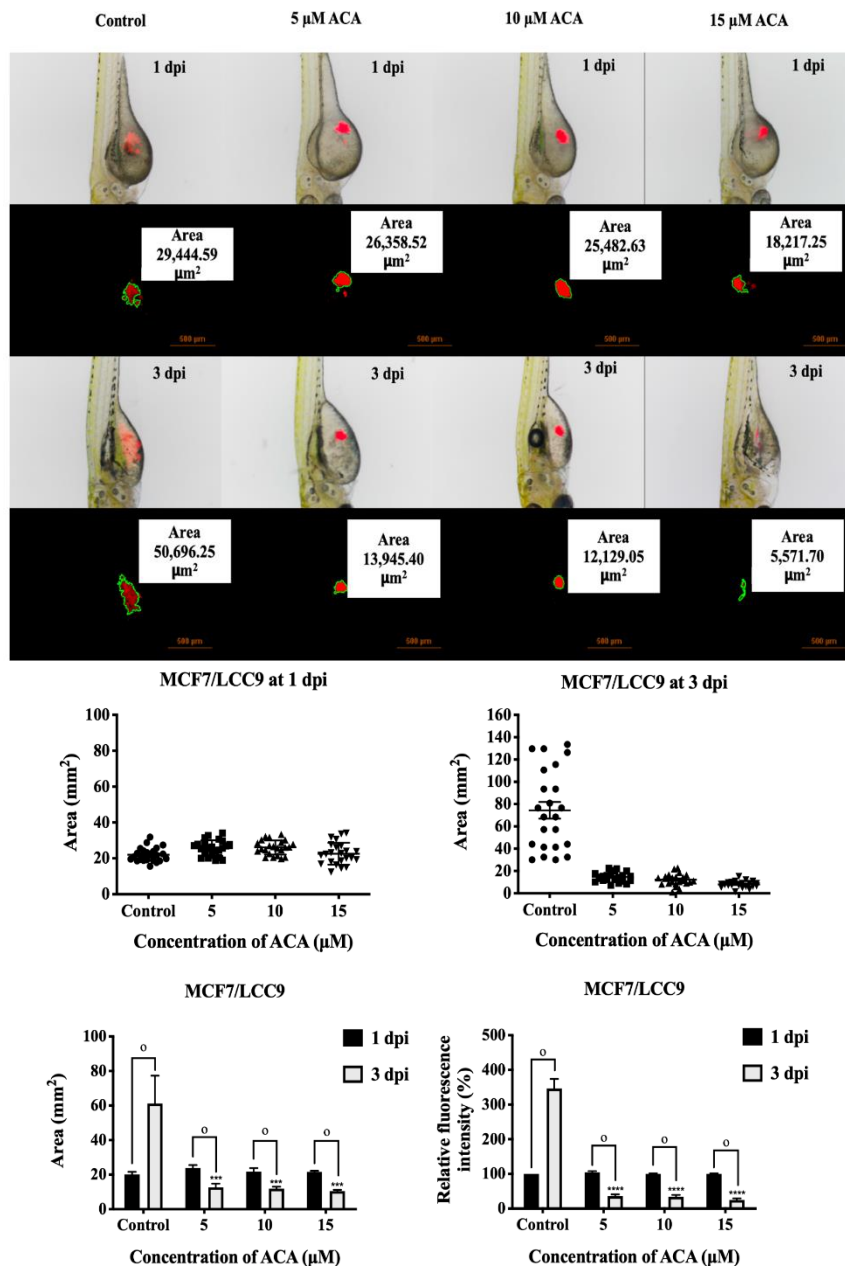 Control 5 µM ACA 10 µM ACA 15 µM ACA
1 dpi 1 dpi 1 dpi 1 dpi
Area
29,444.59
µm²
Area
26,358.52
µm²
Area
25,482.63
µm²
Area
18,217.25
µm²
500 µm 500 µm 500 µm 500 µm
3 dpi 3 dpi 3 dpi 3 dpi
Area
50,696.25
µm²
Area
13,945.40
µm²
Area
12,129.05
µm²
Area
5,571.70
µm²
500 µm 500 µm 500 µm 500 µm
MCF7/LCC9 at 1 dpi
Area (mm²)
100
80
60
40
20
0
Control 5 10 15
Concentration of ACA (µM)
MCF7/LCC9 at 3 dpi
Area (mm²)
160
140
120
100
80
60
40
20
0
Control 5 10 15
Concentration of ACA (µM)
MCF7/LCC9
Area (mm²)
100
80
60
40
20
0
1 dpi
3 dpi
o
o o o
*** *** ***
Control 5 10 15
Concentration of ACA (µM)
MCF7/LCC9
Relative fluorescence
intensity (%)
500
400
300
200
100
0
1 dpi
3 dpi
o
o o o
**** **** ****
Control 5 10 15
Concentration of ACA (µM)